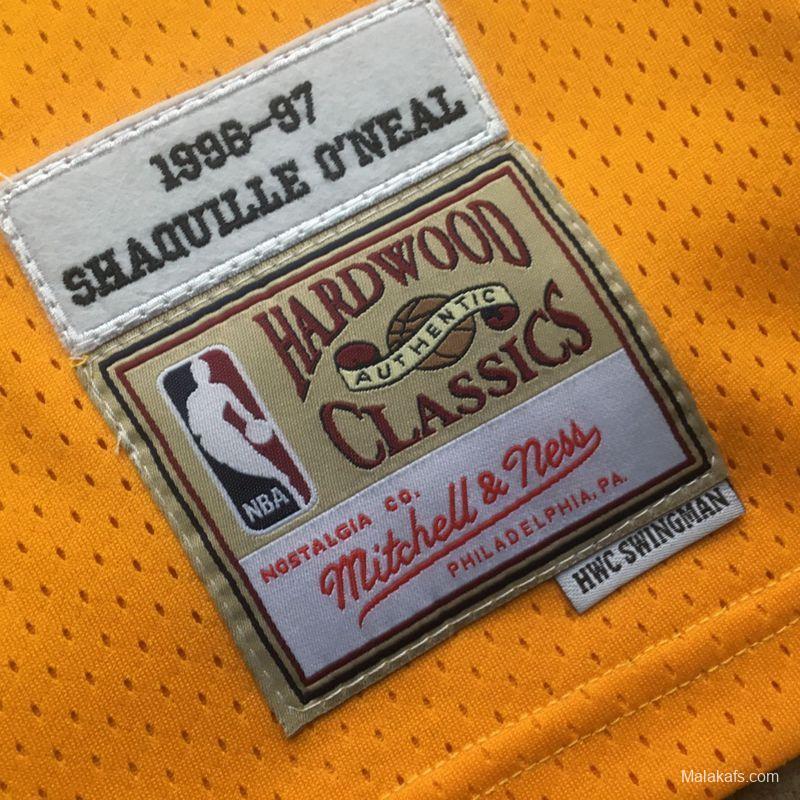 1996-97
SHAQUILLE O'NEAL
HARDWOOD
AUTHENTIC
CLASSICS
NBA
NOSTALGIA CO.
Mitchell & Ness
PHILADELPHIA, PA.
HWC SWINGMAN
Malakafs.com